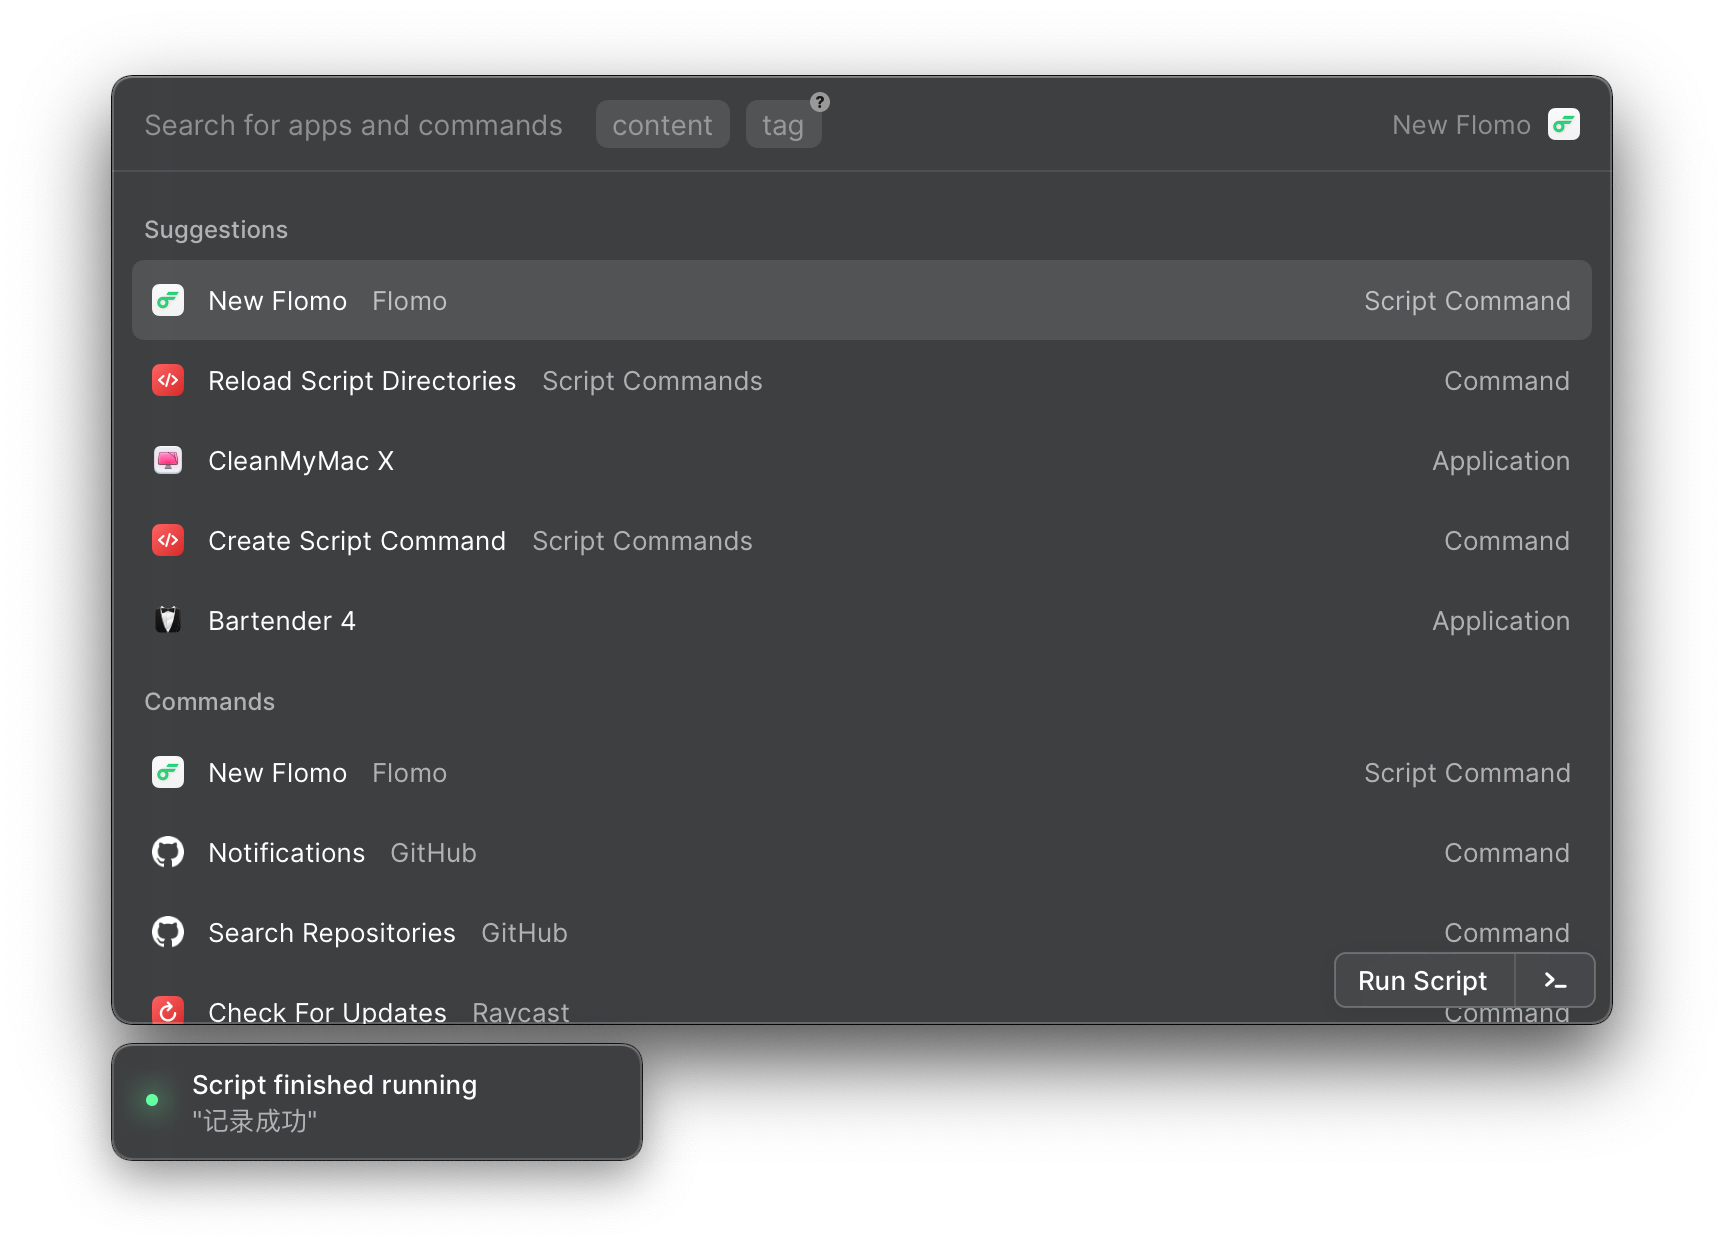 Search for apps and commands content tag ? New Flomo
Suggestions
New Flomo Flomo Script Command
Reload Script Directories Script Commands Command
CleanMyMac X Application
Create Script Command Script Commands Command
Bartender 4 Application
Commands
New Flomo Flomo Script Command
Notifications GitHub Command
Search Repositories GitHub Command
Run Script >_
Check For Updates Raycast Command
Script finished running
"记录成功"